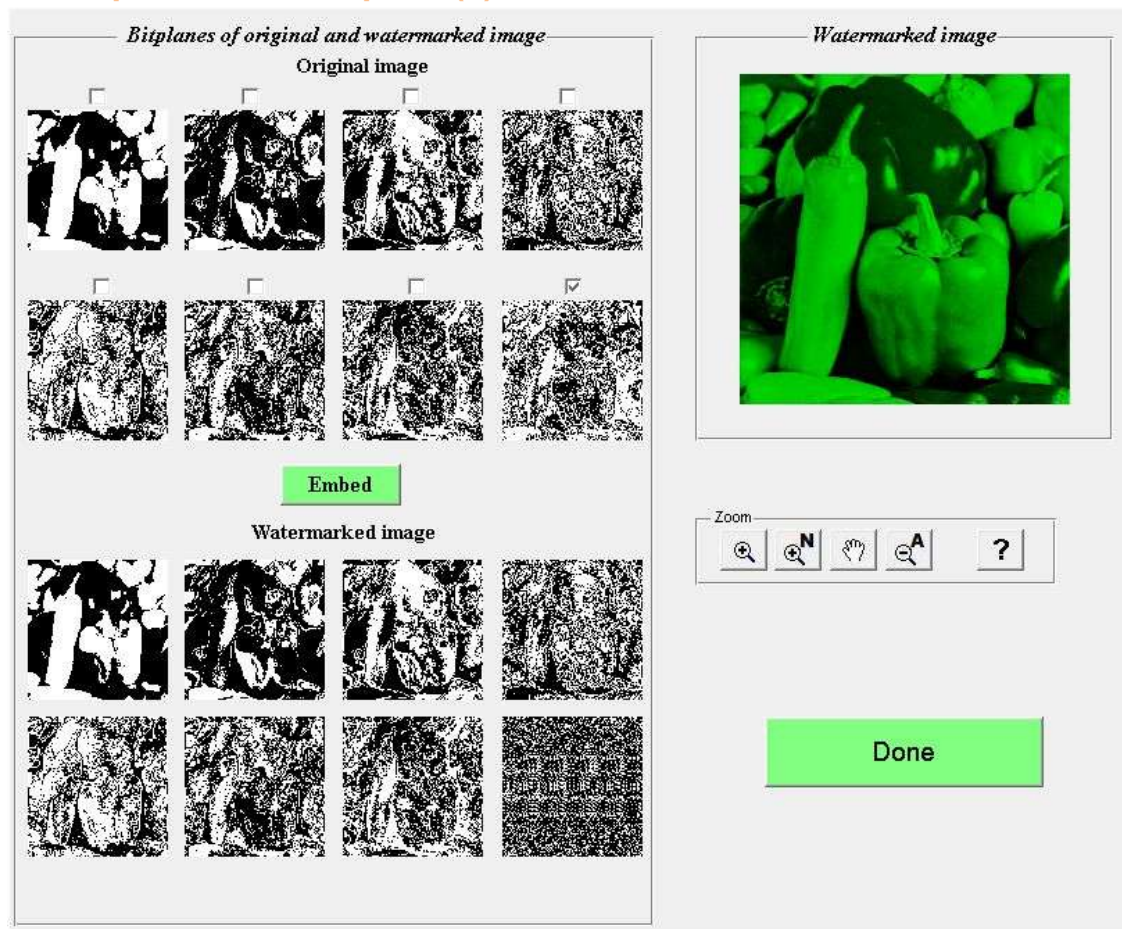 Bitplanes of original and watermarked image
Original image
Embed
Watermarked image
Watermarked image
Zoom
N
A
?
Done